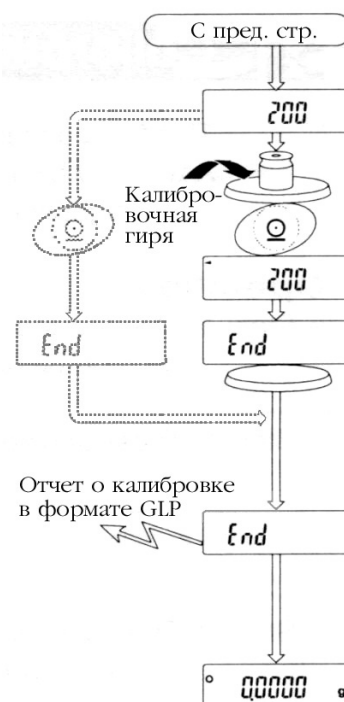 С пред. стр.
200
Калибро-
вочная
гиря
200
End
End
Отчет о калибровке
в формате GLP
End
0.0000 g